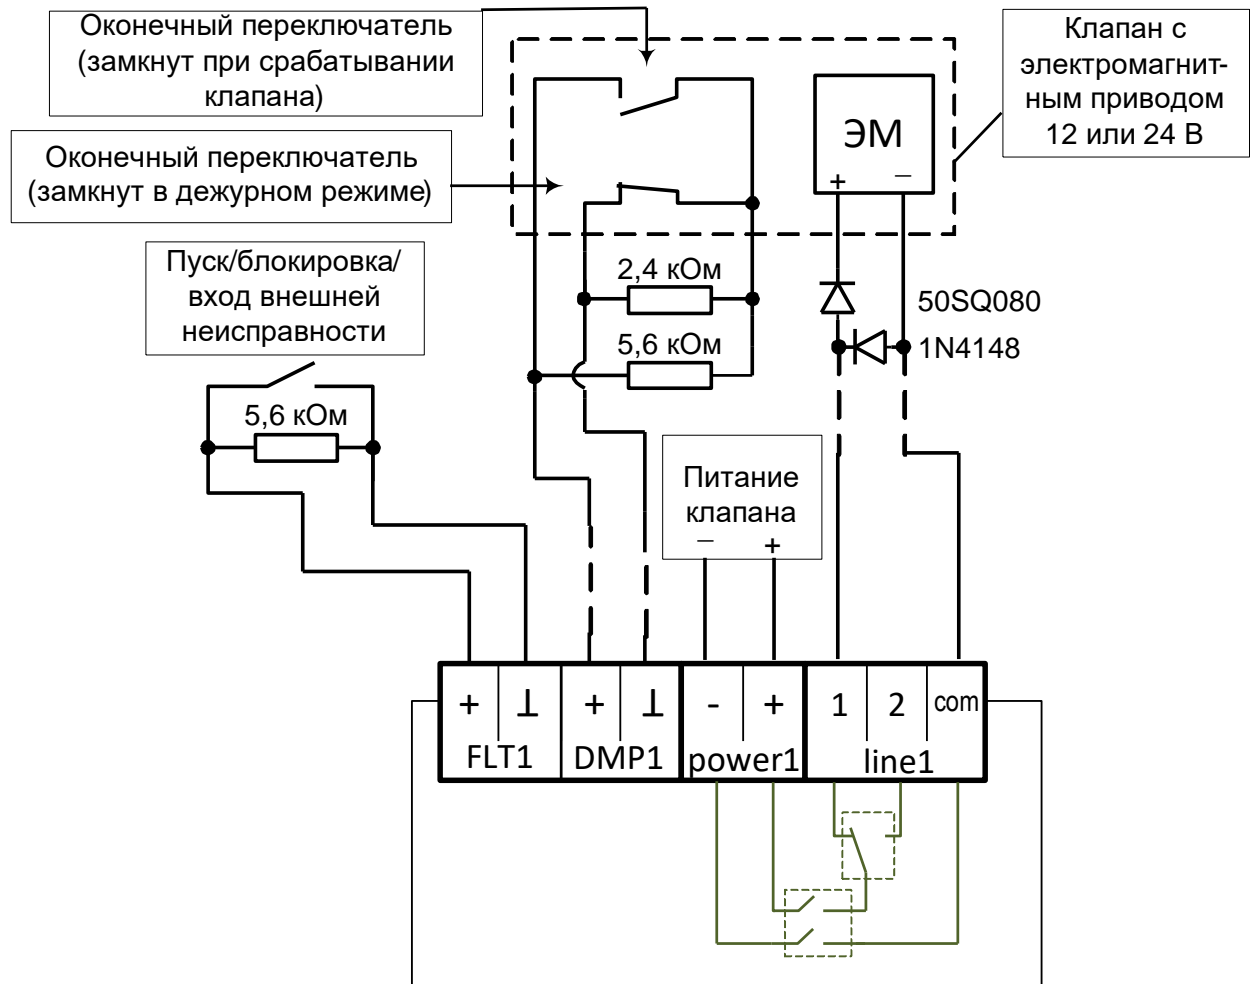 Оконечный переключатель
(замкнут при срабатывании
клапана)
Клапан с
электромагнит-
ным приводом
12 или 24 В
ЭМ
+ –
Оконечный переключатель
(замкнут в дежурном режиме)
Пуск/блокировка/
вход внешней
неисправности
2,4 кОм
50SQ080
5,6 кОм
1N4148
5,6 кОм
Питание
клапана
– +
+ ⊥ + ⊥ - + 1 2 com
FLT1 DMP1 power1 line1